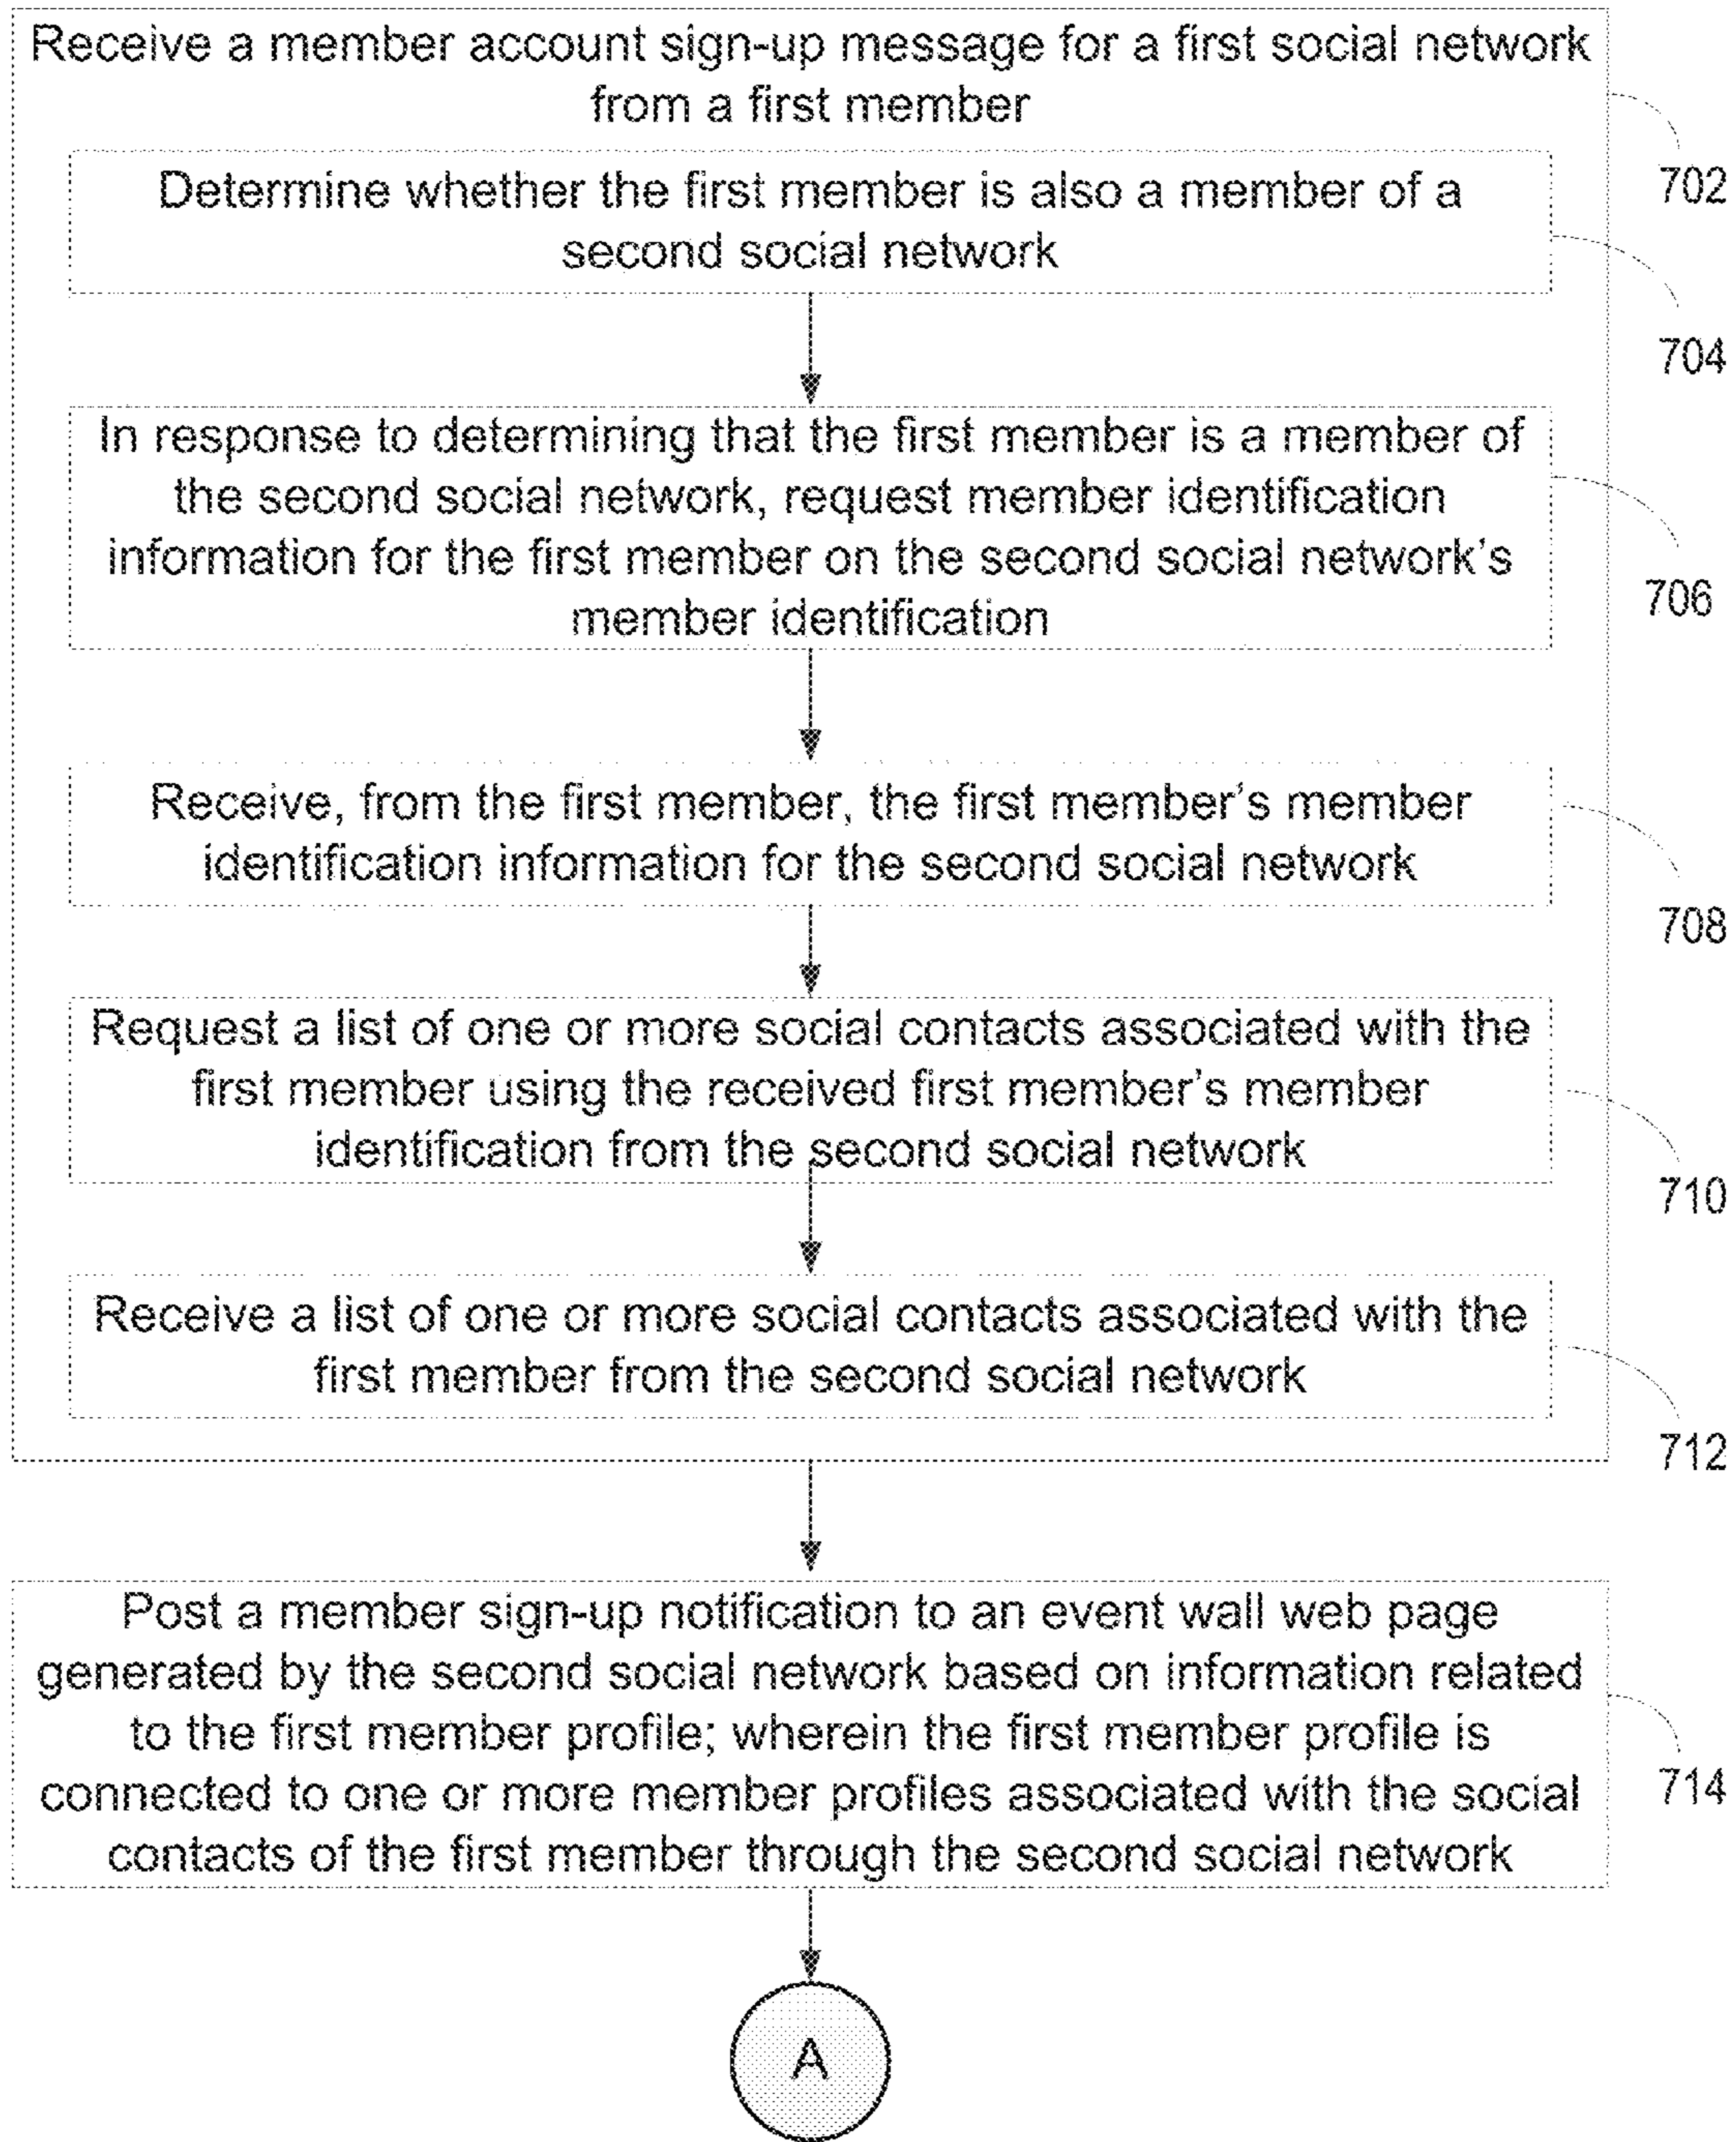 Receive a member account sign-up message for a first social network
from a first member
702
Determine whether the first member is also a member of a
second social network
704
In response to determining that the first member is a member of
the second social network, request member identification
information for the first member on the second social network's
member identification
706
Receive, from the first member, the first member's member
identification information for the second social network
708
Request a list of one or more social contacts associated with the
first member using the received first member's member
identification from the second social network
710
Receive a list of one or more social contacts associated with the
first member from the second social network
712
Post a member sign-up notification to an event wall web page
generated by the second social network based on information related
to the first member profile; wherein the first member profile is
connected to one or more member profiles associated with the social
contacts of the first member through the second social network
714
A